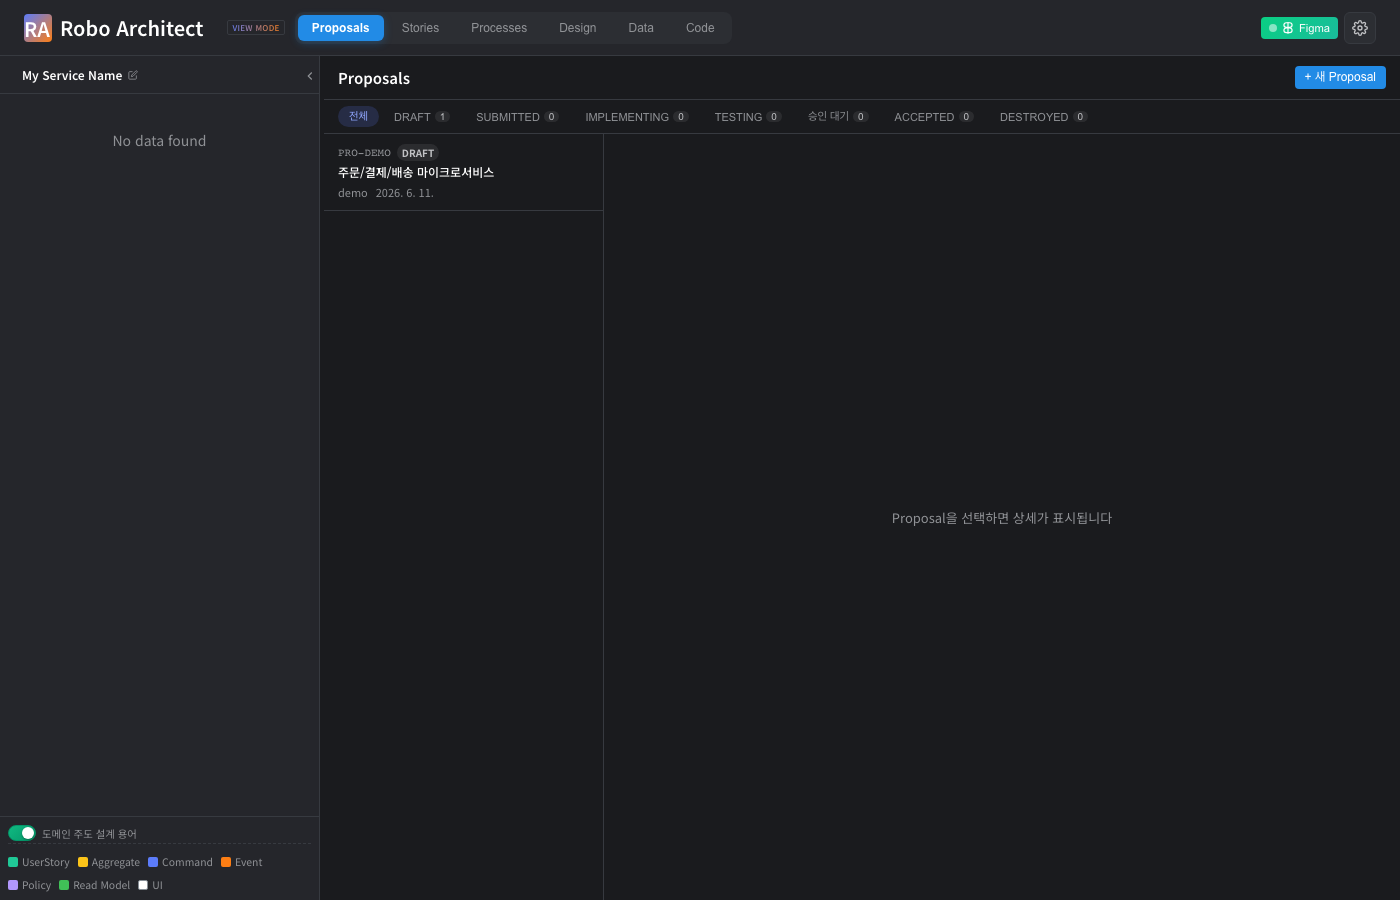 RA Robo Architect VIEW MODE Proposals Stories Processes Design Data Code Figma
My Service Name
Proposals + 새 Proposal
No data found
전체 DRAFT 1 SUBMITTED 0 IMPLEMENTING 0 TESTING 0 승인 대기 0 ACCEPTED 0 DESTROYED 0
PRO-DEMO DRAFT
주문/결제/배송 마이크로서비스
demo 2026. 6. 11.
Proposal을 선택하면 상세가 표시됩니다
도메인 주도 설계 용어
UserStory Aggregate Command Event
Policy Read Model UI